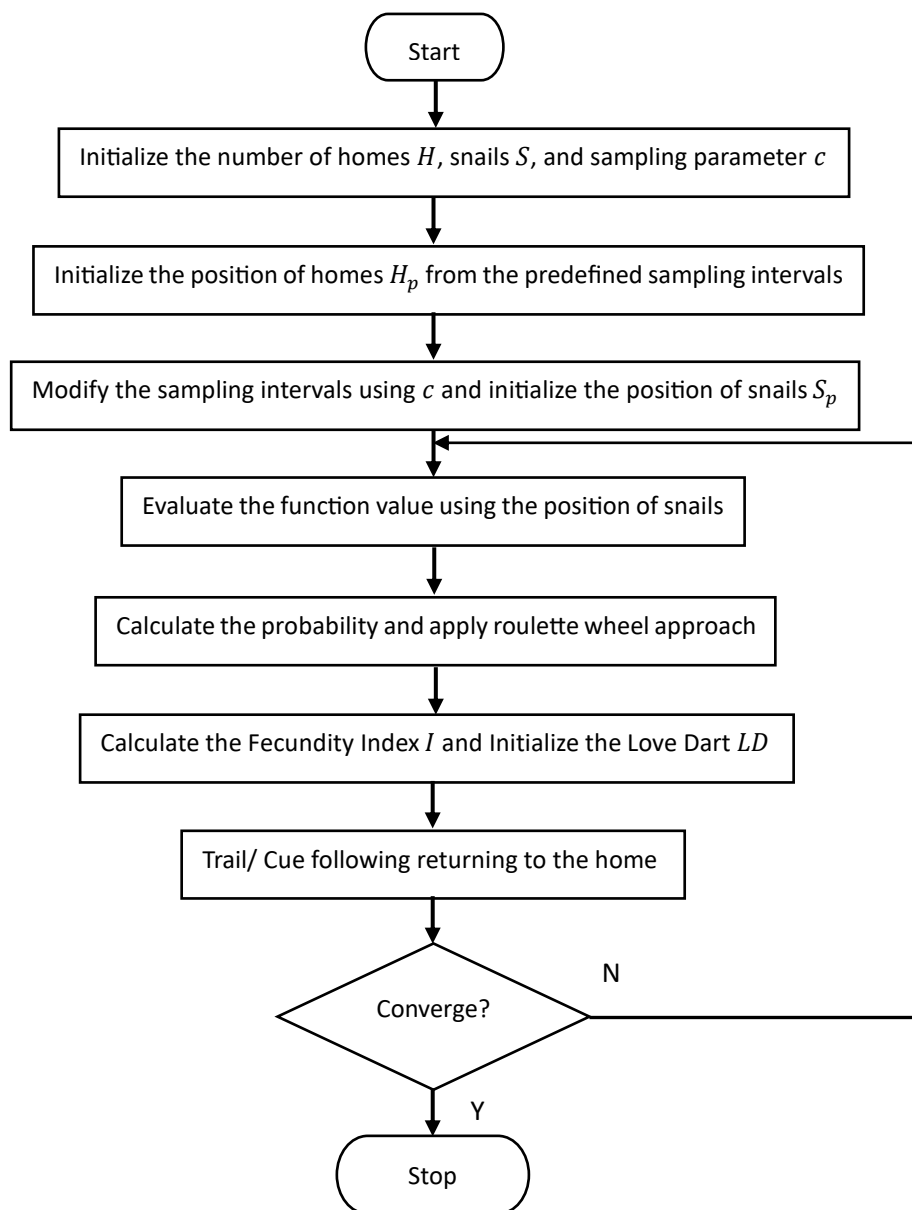 Start
Initialize the number of homes H, snails S, and sampling parameter c
Initialize the position of homes Hₚ from the predefined sampling intervals
Modify the sampling intervals using c and initialize the position of snails Sₚ
Evaluate the function value using the position of snails
Calculate the probability and apply roulette wheel approach
Calculate the Fecundity Index I and Initialize the Love Dart LD
Trail/ Cue following returning to the home
N
Converge?
Y
Stop